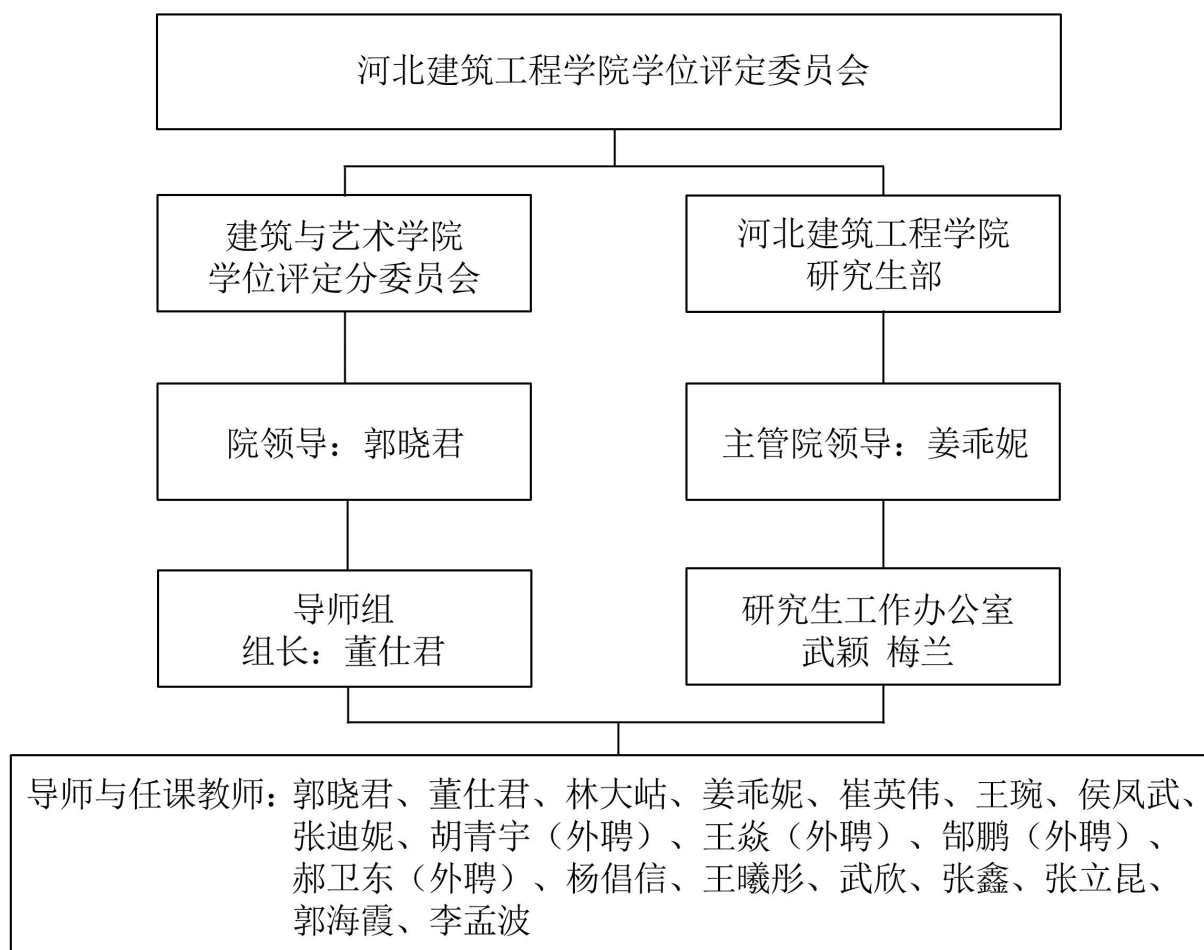 河北建筑工程学院学位评定委员会
建筑与艺术学院
学位评定分委员会
河北建筑工程学院
研究生部
院领导：郭晓君
主管院领导：姜乖妮
导师组
组长：董仕君
研究生工作办公室
武颖 梅兰
导师与任课教师：郭晓君、董仕君、林大岵、姜乖妮、崔英伟、王琬、侯凤武、
张迪妮、胡青宇（外聘）、王焱（外聘）、郜鹏（外聘）、
郝卫东（外聘）、杨倡信、王曦彤、武欣、张鑫、张立昆、
郭海霞、李孟波